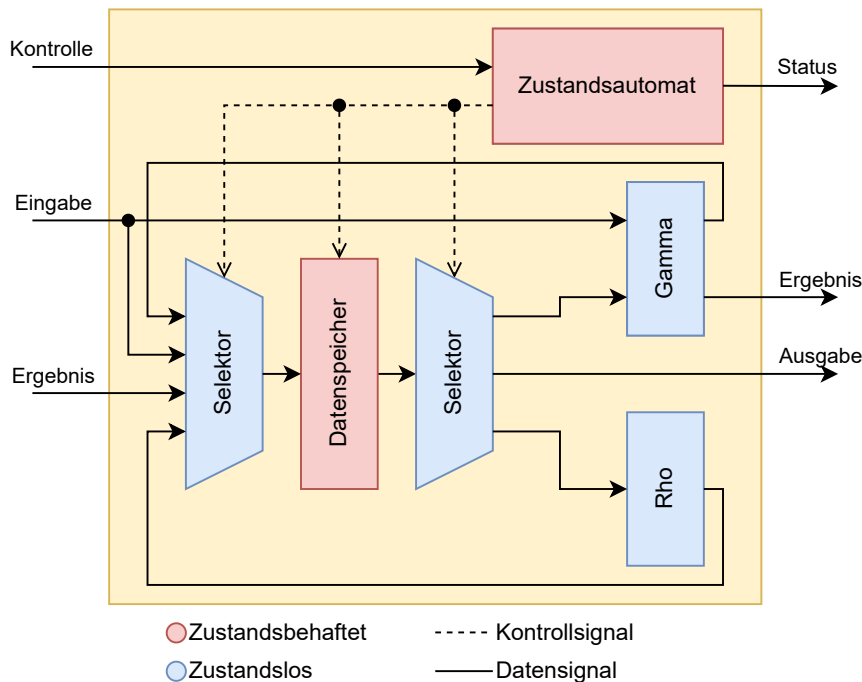 Kontrolle
Zustandsautomat
Status
Eingabe
Gamma
Ergebnis
Selektor
Datenspeicher
Selektor
Ausgabe
Ergebnis
Rho
Zustandsbehaftet
Kontrollsignal
Zustandslos
Datensignal